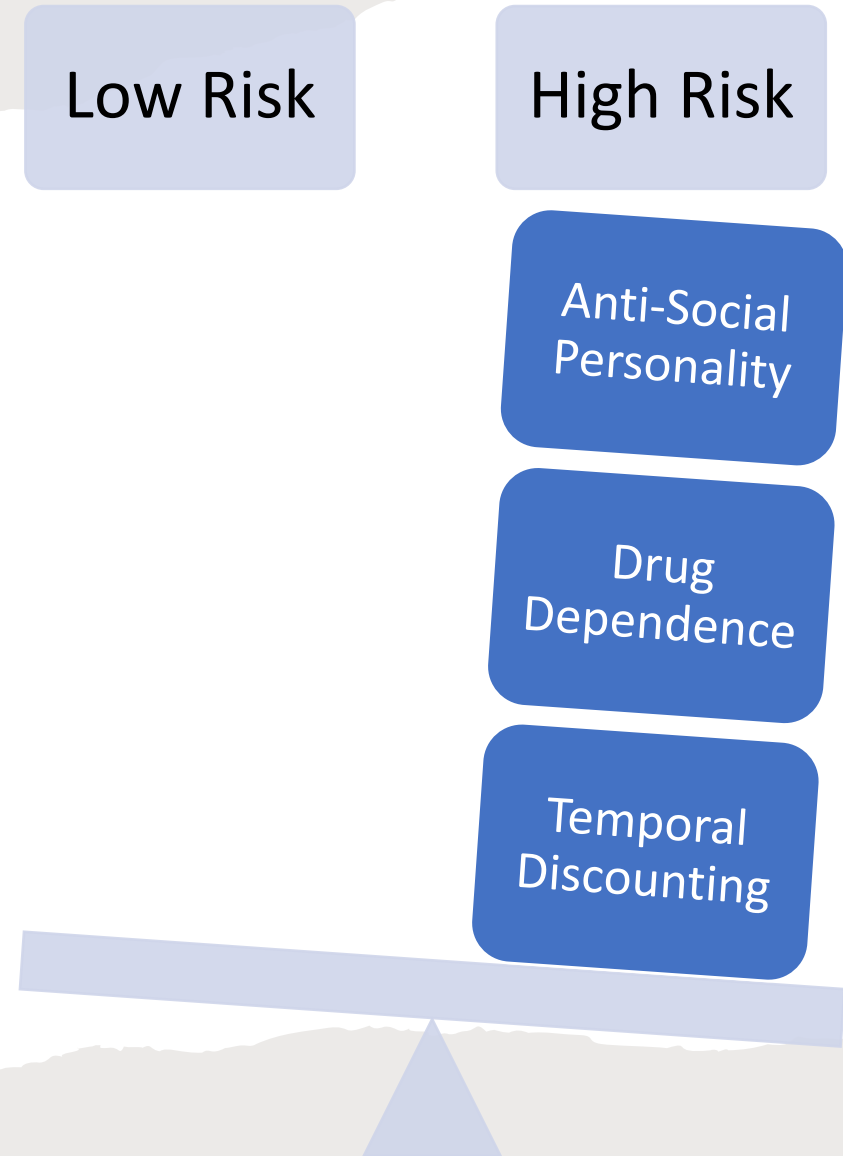 Low Risk
High Risk
Anti-Social
Personality
Drug
Dependence
Temporal
Discounting